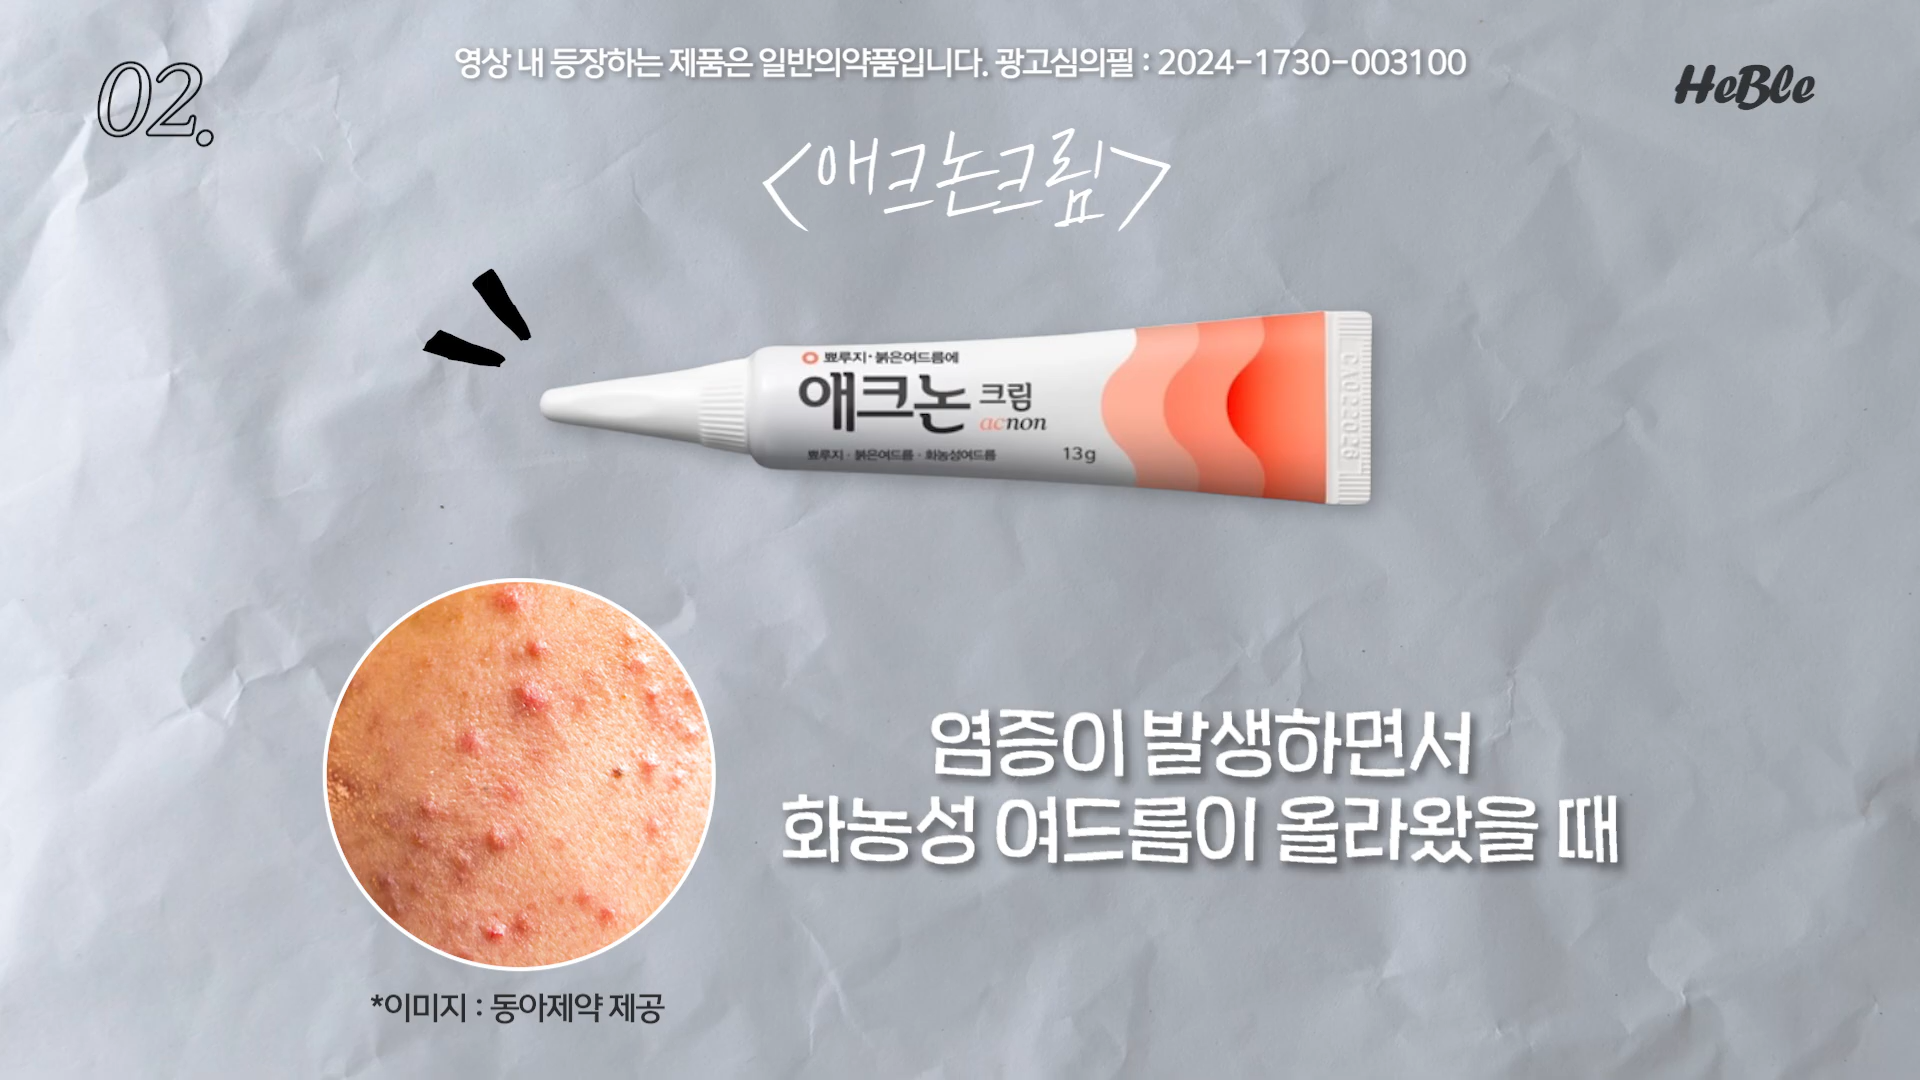 영상 내 등장하는 제품은 일반의약품입니다. 광고심의필 : 2024-1730-003100
02.
HeBle
<애크논크림>
뾰루지·붉은여드름에
애크논 크림
acnon
뾰루지 · 붉은여드름 · 화농성여드름
13g
CA022026
염증이 발생하면서
화농성 여드름이 올라왔을 때
*이미지 : 동아제약 제공